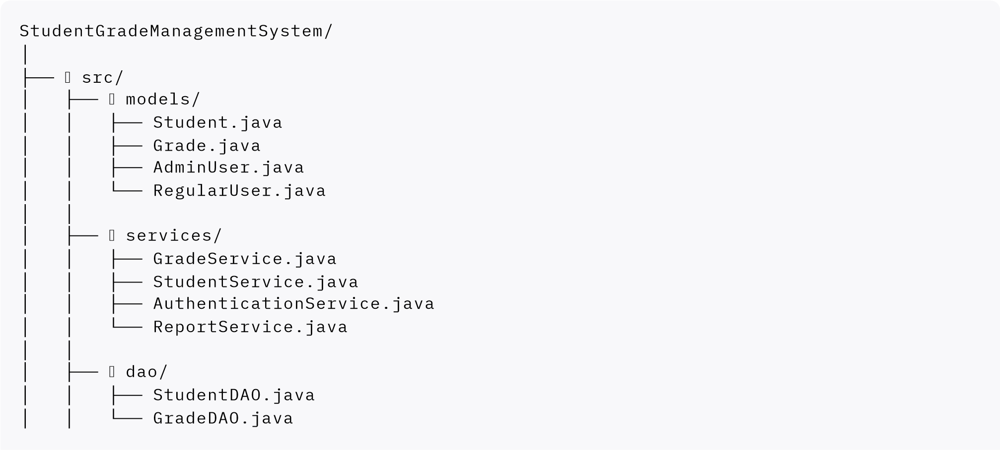 StudentGradeManagementSystem/
│
├── src/
│   ├── models/
│   │   ├── Student.java
│   │   ├── Grade.java
│   │   ├── AdminUser.java
│   │   └── RegularUser.java
│   │
│   ├── services/
│   │   ├── GradeService.java
│   │   ├── StudentService.java
│   │   ├── AuthenticationService.java
│   │   └── ReportService.java
│   │
│   ├── dao/
│   │   ├── StudentDAO.java
│   │   └── GradeDAO.java